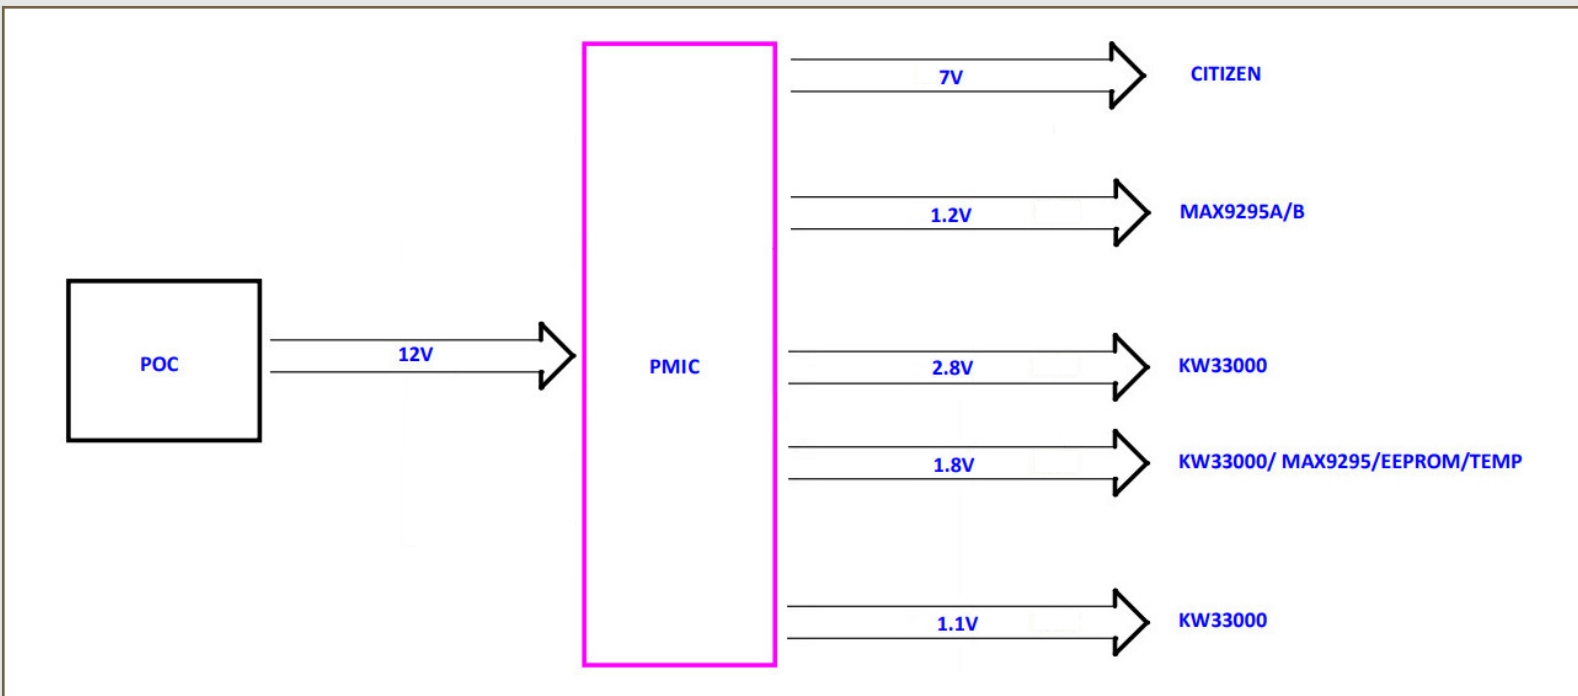 7V
CITIZEN
1.2V
MAX9295A/B
POC
12V
PMIC
2.8V
KW33000
1.8V
KW33000/ MAX9295/EEPROM/TEMP
1.1V
KW33000